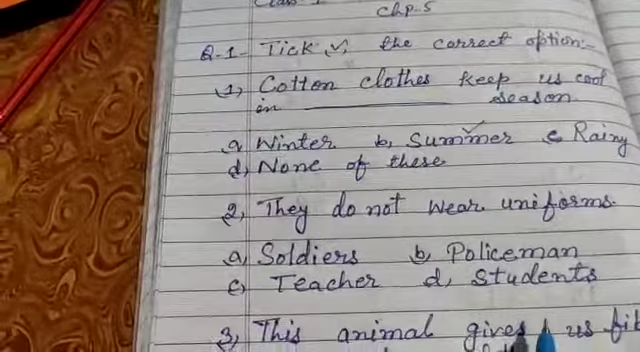 Chp. 5
Q.1- Tick ✓ the correct option:-
1) Cotton clothes keep us cool
in ____________ season.
a) Winter b) Summer ✓ c) Rainy
d) None of these
2) They do not wear uniforms.
a) Soldiers b) Policeman
c) Teacher d) Students
3) This animal gives us